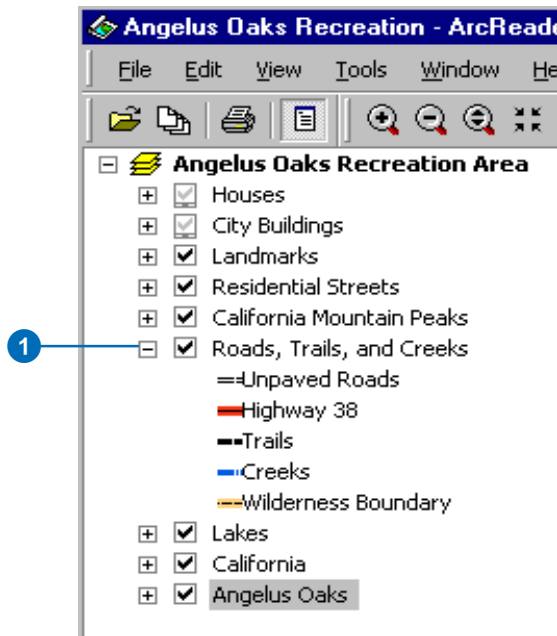 Angelus Oaks Recreation - ArcReade
File Edit View Tools Window He
Angelus Oaks Recreation Area
Houses
City Buildings
Landmarks
Residential Streets
California Mountain Peaks
1 Roads, Trails, and Creeks
Unpaved Roads
Highway 38
Trails
Creeks
Wilderness Boundary
Lakes
California
Angelus Oaks